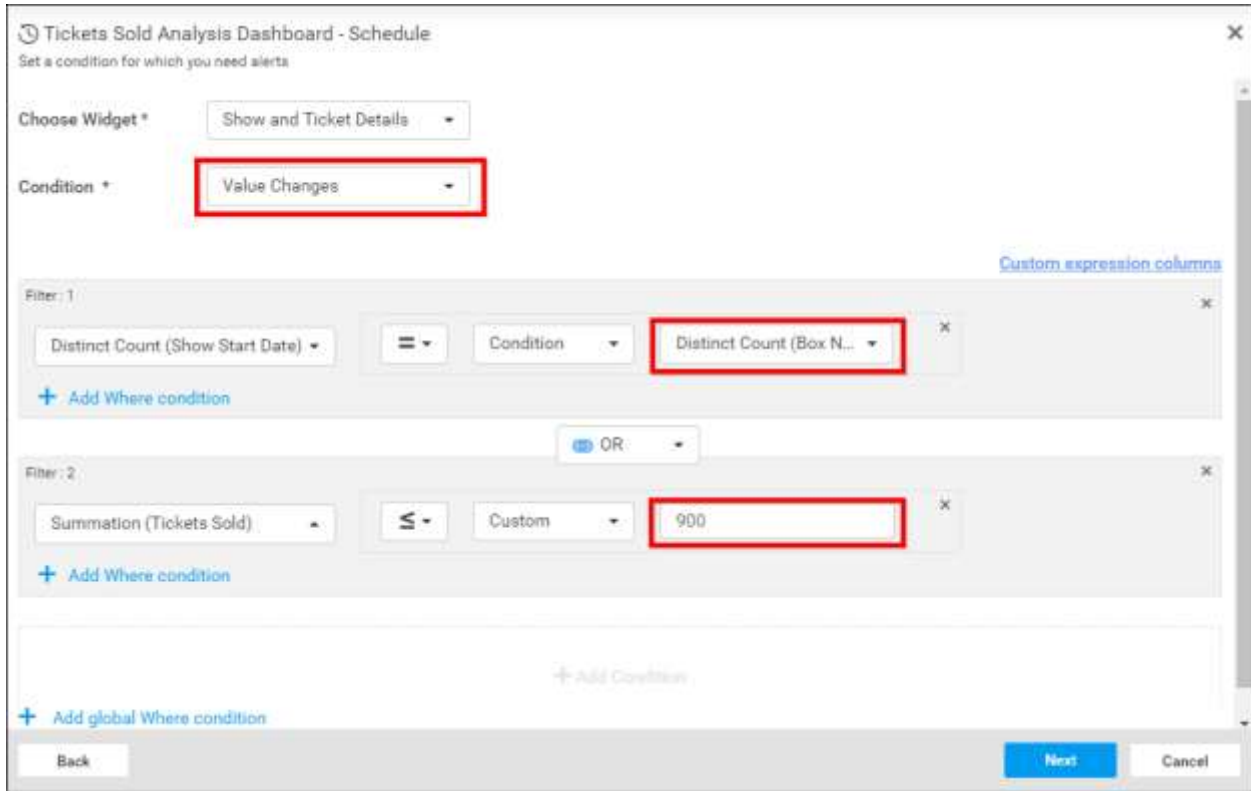 Tickets Sold Analysis Dashboard - Schedule
Set a condition for which you need alerts
Choose Widget * Show and Ticket Details
Condition * Value Changes
Custom expression columns
Filter : 1
Distinct Count (Show Start Date) = Condition Distinct Count (Box N...
+ Add Where condition
OR
Filter : 2
Summation (Tickets Sold) ≤ Custom 900
+ Add Where condition
+ Add Condition
+ Add global Where condition
Back Next Cancel